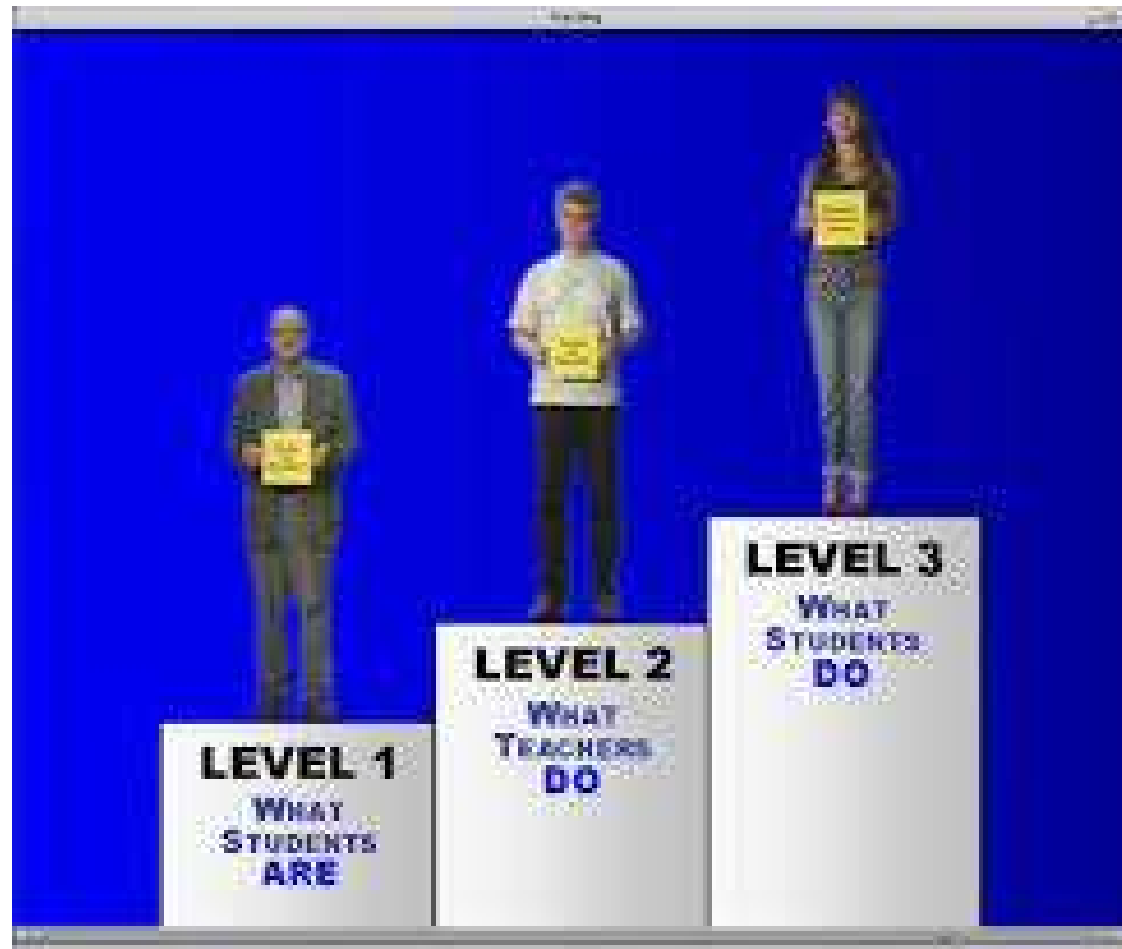 LEVEL 1
WHAT
STUDENTS
ARE
LEVEL 2
WHAT
TEACHERS
DO
LEVEL 3
WHAT
STUDENTS
DO